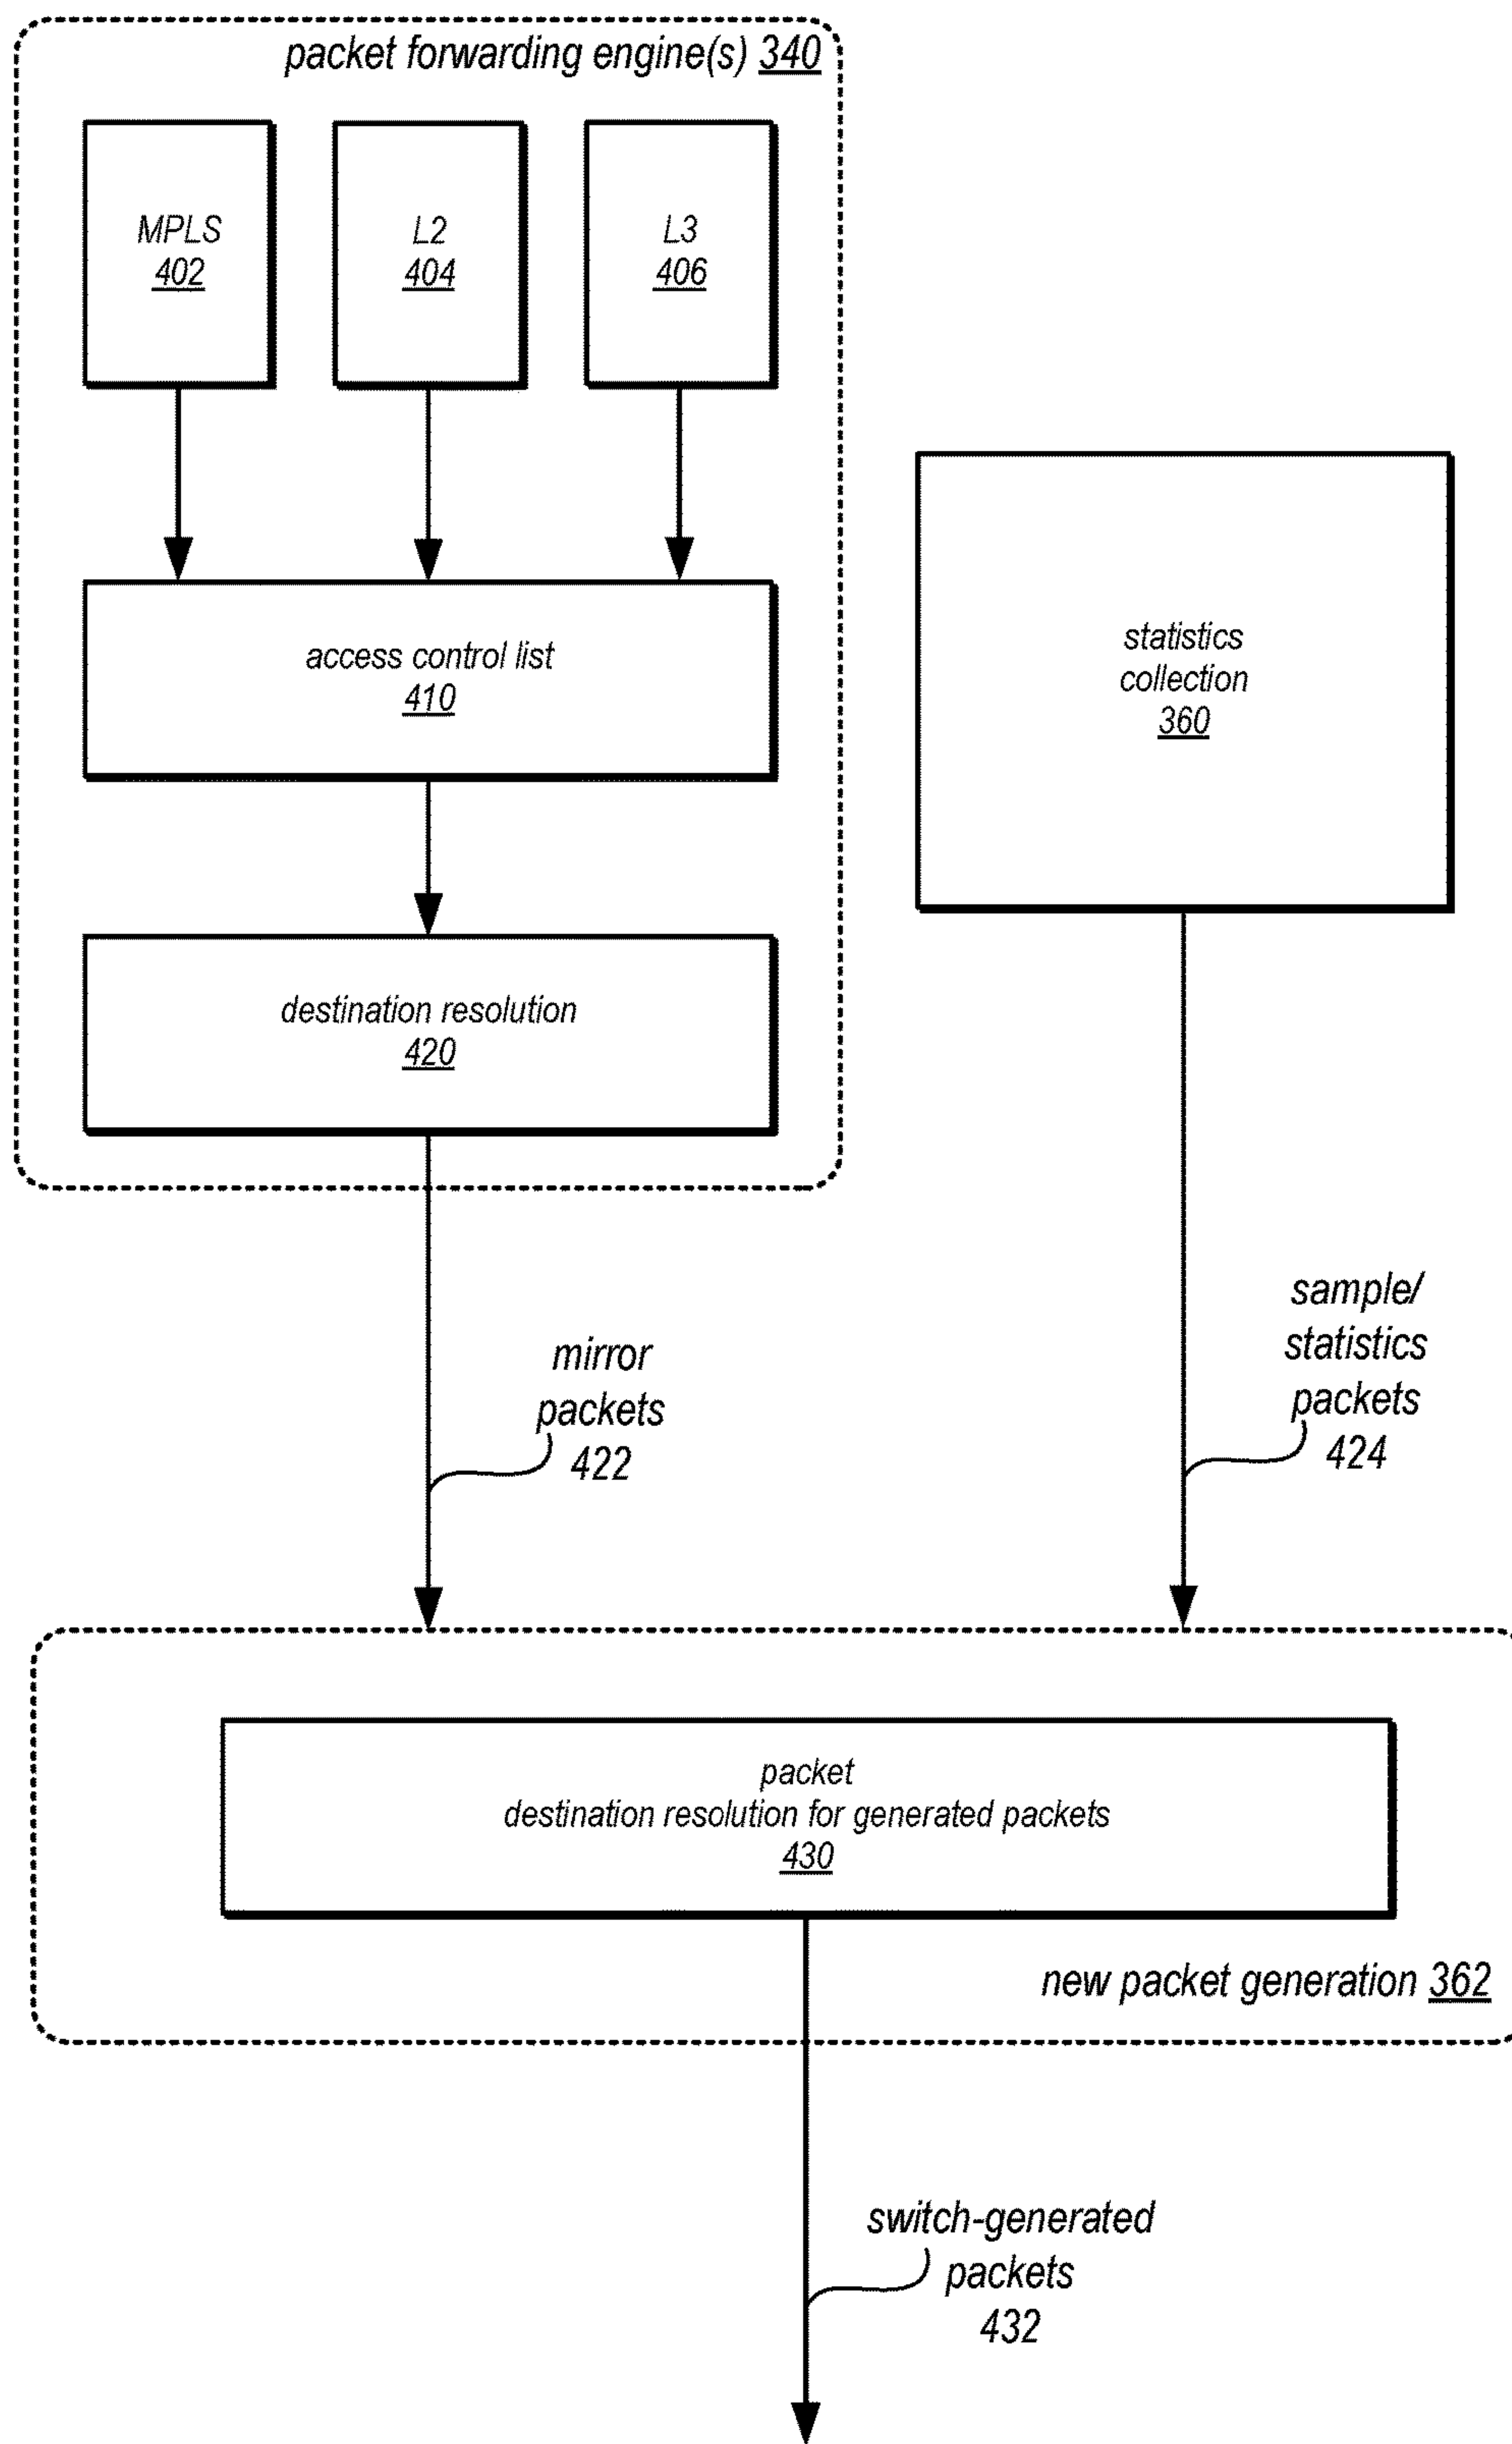 packet forwarding engine(s) 340
MPLS
402
L2
404
L3
406
access control list
410
statistics
collection
360
destination resolution
420
mirror
packets
422
sample/
statistics
packets
424
packet
destination resolution for generated packets
430
new packet generation 362
switch-generated
packets
432